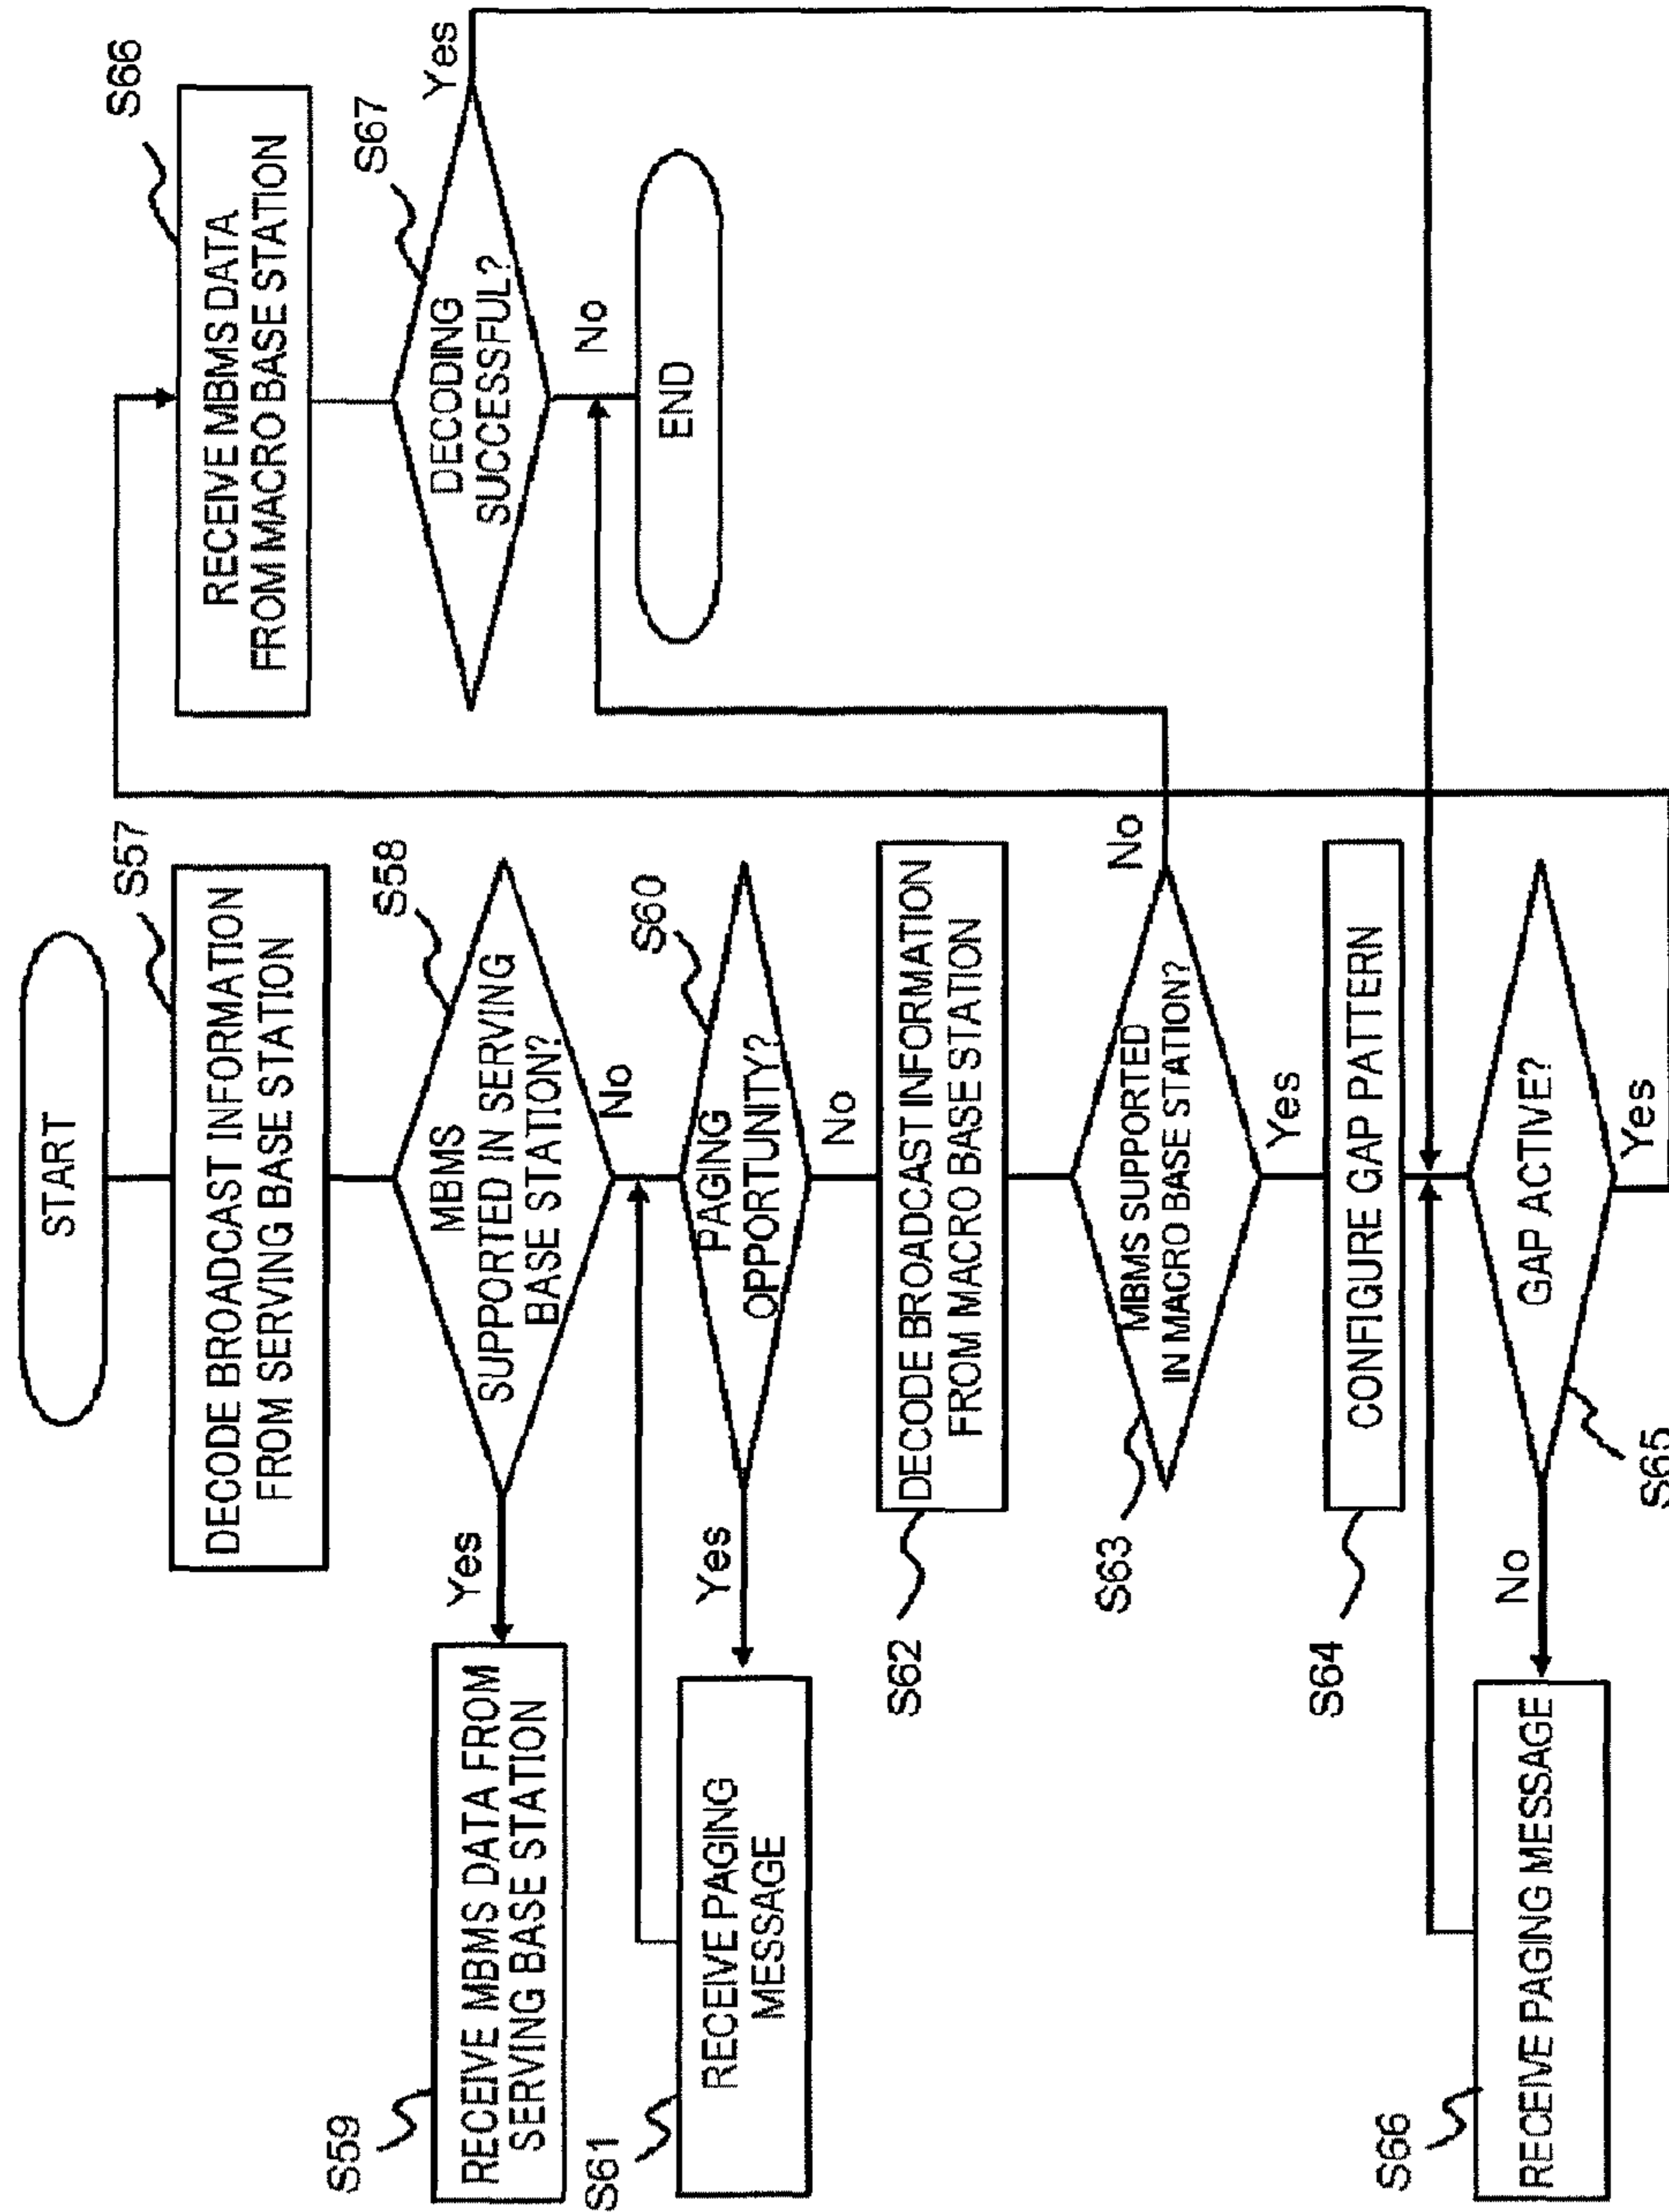 START
S57
DECODE BROADCAST INFORMATION
FROM SERVING BASE STATION
S58
MBMS
SUPPORTED IN SERVING
BASE STATION?
Yes
No
S59
RECEIVE MBMS DATA FROM
SERVING BASE STATION
S60
PAGING
OPPORTUNITY?
Yes
No
S61
RECEIVE PAGING
MESSAGE
S62
DECODE BROADCAST INFORMATION
FROM MACRO BASE STATION
S63
MBMS SUPPORTED
IN MACRO BASE STATION?
No
Yes
S64
CONFIGURE GAP PATTERN
S65
GAP ACTIVE?
No
Yes
S66
RECEIVE PAGING MESSAGE
S66
RECEIVE MBMS DATA
FROM MACRO BASE STATION
S67
DECODING
SUCCESSFUL?
Yes
No
END